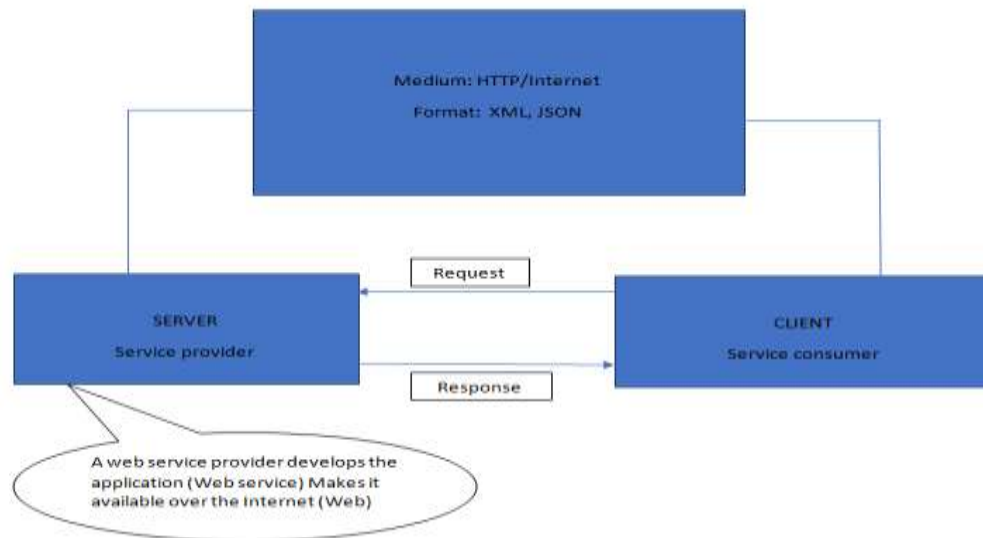 Medium: HTTP/Internet
Format: XML, JSON
Request
SERVER
Service provider
CLIENT
Service consumer
Response
A web service provider develops the
application (Web service) Makes it
available over the Internet (Web)